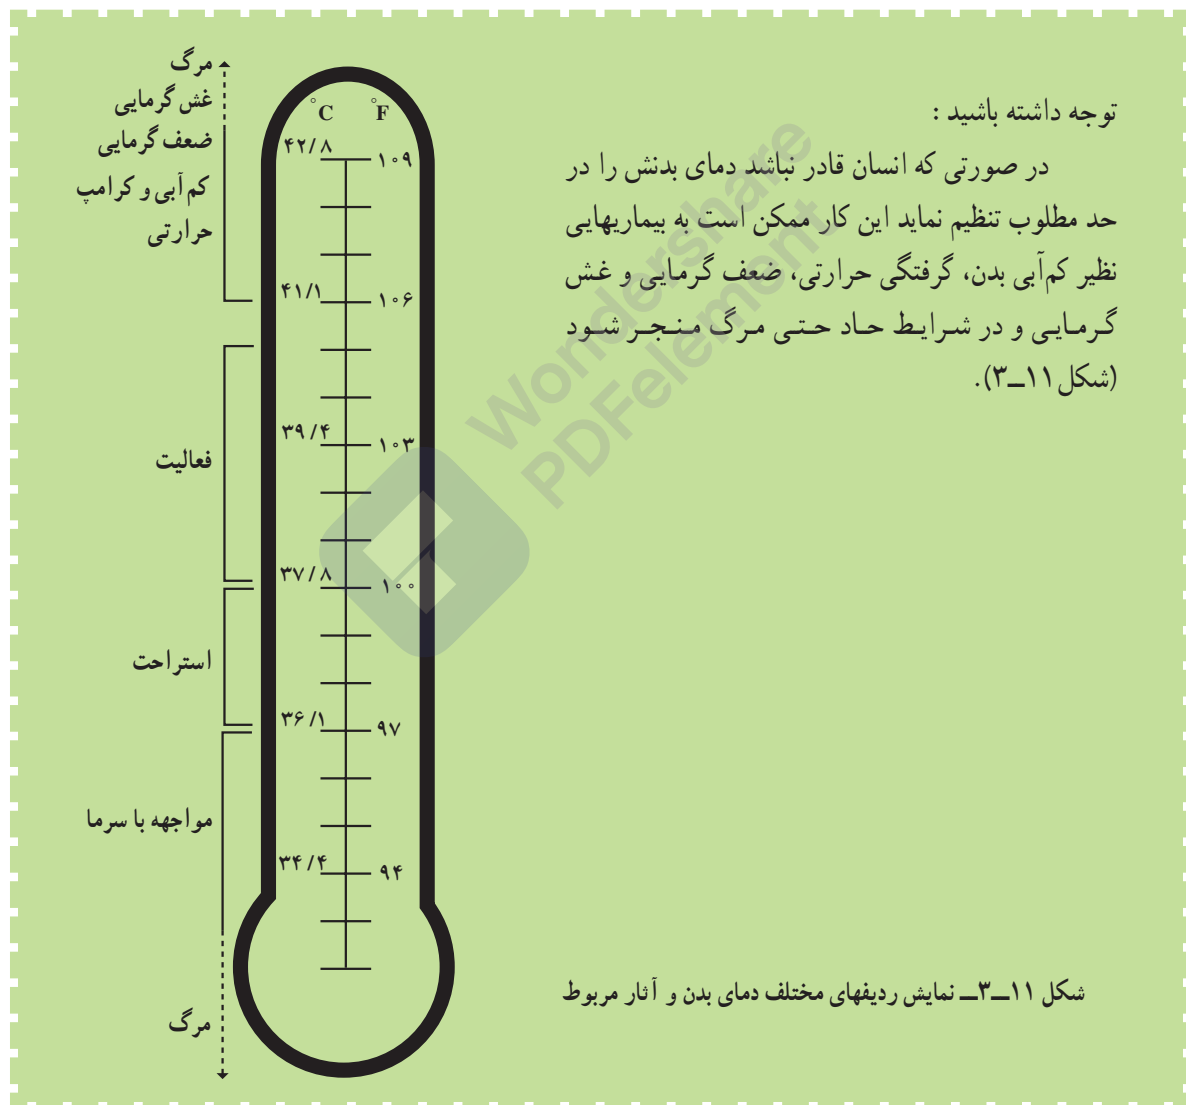 توجه داشته باشید :
در صورتی که انسان قادر نباشد دمای بدنش را در
حد مطلوب تنظیم نماید این کار ممکن است به بیماریهایی
نظیر کم‌آبی بدن، گرفتگی حرارتی، ضعف گرمایی و غش
گرمایی و در شرایط حاد حتی مرگ منجر شود
(شکل ۱۱ــ۳).
مرگ
غش گرمایی
ضعف گرمایی
کم‌آبی و کرامپ
حرارتی
فعالیت
استراحت
مواجهه با سرما
مرگ
°C °F
۴۲/۸ ۱۰۹
۴۱/۱ ۱۰۶
۳۹/۴ ۱۰۳
۳۷/۸ ۱۰۰
۳۶/۱ ۹۷
۳۴/۴ ۹۴
شکل ۱۱ــ۳ــ نمایش ردیفهای مختلف دمای بدن و آثار مربوط
Wondershare
PDFelement